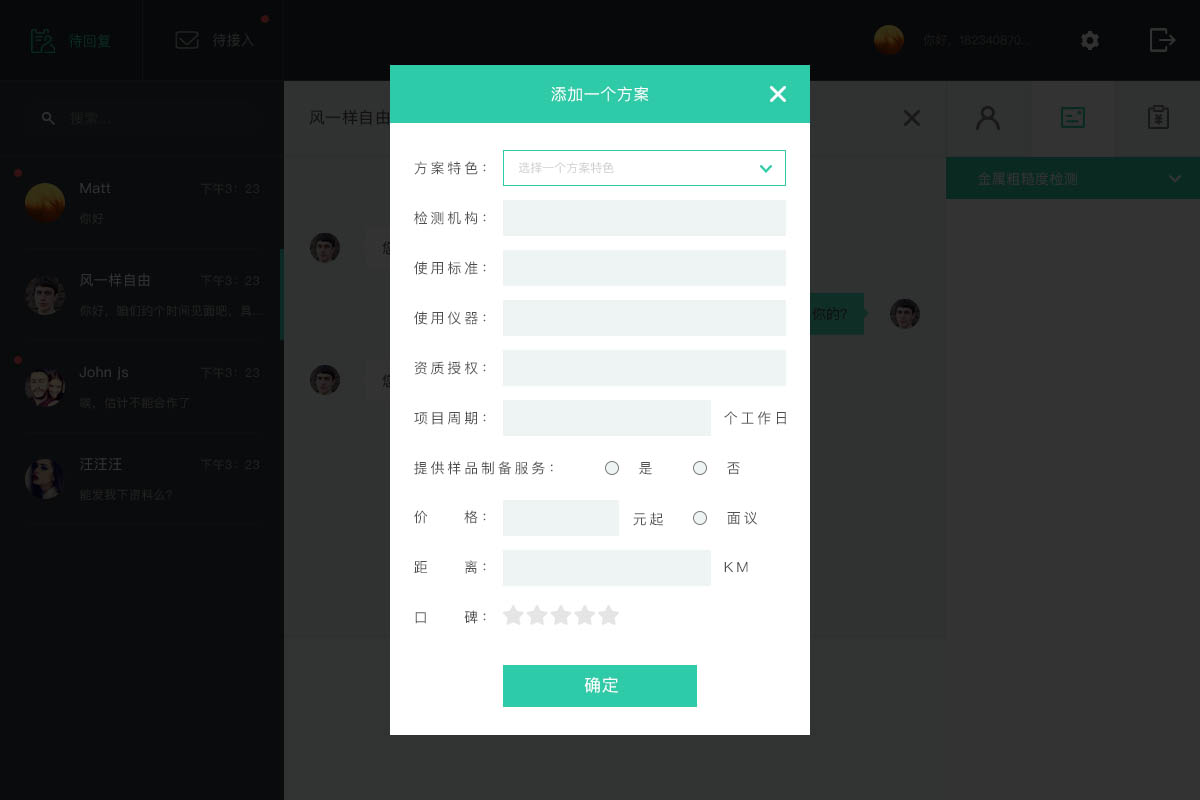 待回复
待接入
你好，182340870...
搜索...
Matt
下午3：23
你好
风一样自由
下午3：23
你好，咱们约个时间见面吧，具...
John js
下午3：23
嘿，估计不能合作了
汪汪汪
下午3：23
能发我下资料么？
风一样自由
您
你的？
您
金属粗糙度检测
添加一个方案
方案特色：
选择一个方案特色
检测机构：
使用标准：
使用仪器：
资质授权：
项目周期：
个工作日
提供样品制备服务：
是
否
价 格：
元起
面议
距 离：
KM
口 碑：
确定